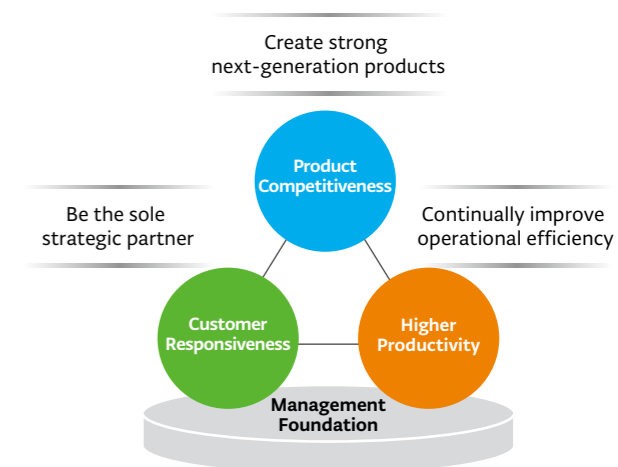 Create strong
next-generation products
Product
Competitiveness
Be the sole
strategic partner
Continually improve
operational efficiency
Customer
Responsiveness
Higher
Productivity
Management
Foundation